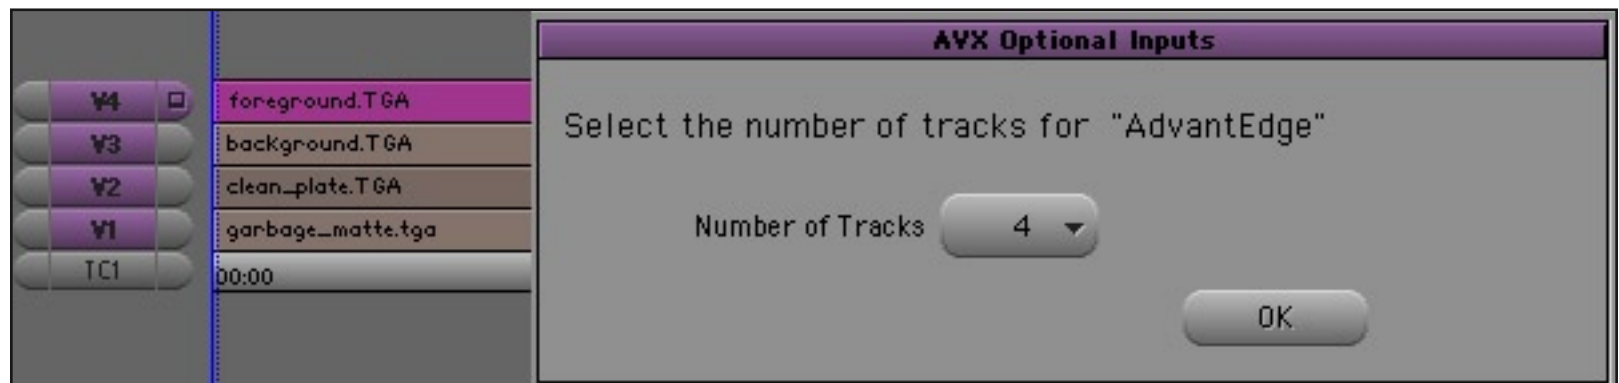 V4 foreground.TGA
V3 background.TGA
V2 clean_plate.TGA
V1 garbage_matte.tga
TC1 00:00
AVX Optional Inputs
Select the number of tracks for "AdvantEdge"
Number of Tracks 4
OK